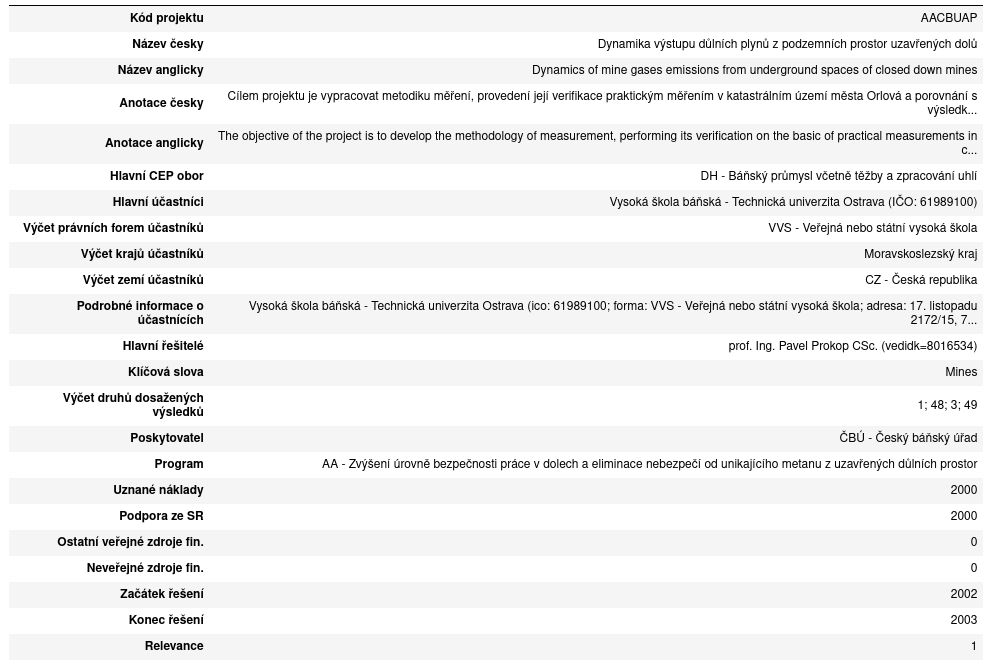 Kód projektu AACBUAP
Název česky Dynamika výstupu důlních plynů z podzemních prostor uzavřených dolů
Název anglicky Dynamics of mine gases emissions from underground spaces of closed down mines
Anotace česky Cílem projektu je vypracovat metodiku měření, provedení její verifikace praktickým měřením v katastrálním území města Orlová a porovnání s
výsledk...
Anotace anglicky The objective of the project is to develop the methodology of measurement, performing its verification on the basic of practical measurements in
c...
Hlavní CEP obor DH - Báňský průmysl včetně těžby a zpracování uhlí
Hlavní účastníci Vysoká škola báňská - Technická univerzita Ostrava (IČO: 61989100)
Výčet právních forem účastníků VVS - Veřejná nebo státní vysoká škola
Výčet krajů účastníků Moravskoslezský kraj
Výčet zemí účastníků CZ - Česká republika
Podrobné informace o
účastnících
Vysoká škola báňská - Technická univerzita Ostrava (ico: 61989100; forma: VVS - Veřejná nebo státní vysoká škola; adresa: 17. listopadu
2172/15, 7...
Hlavní řešitelé prof. Ing. Pavel Prokop CSc. (vedidk=8016534)
Klíčová slova Mines
Výčet druhů dosažených
výsledků
1; 48; 3; 49
Poskytovatel ČBÚ - Český báňský úřad
Program AA - Zvýšení úrovně bezpečnosti práce v dolech a eliminace nebezpečí od unikajícího metanu z uzavřených důlních prostor
Uznané náklady 2000
Podpora ze SR 2000
Ostatní veřejné zdroje fin. 0
Neveřejné zdroje fin. 0
Začátek řešení 2002
Konec řešení 2003
Relevance 1